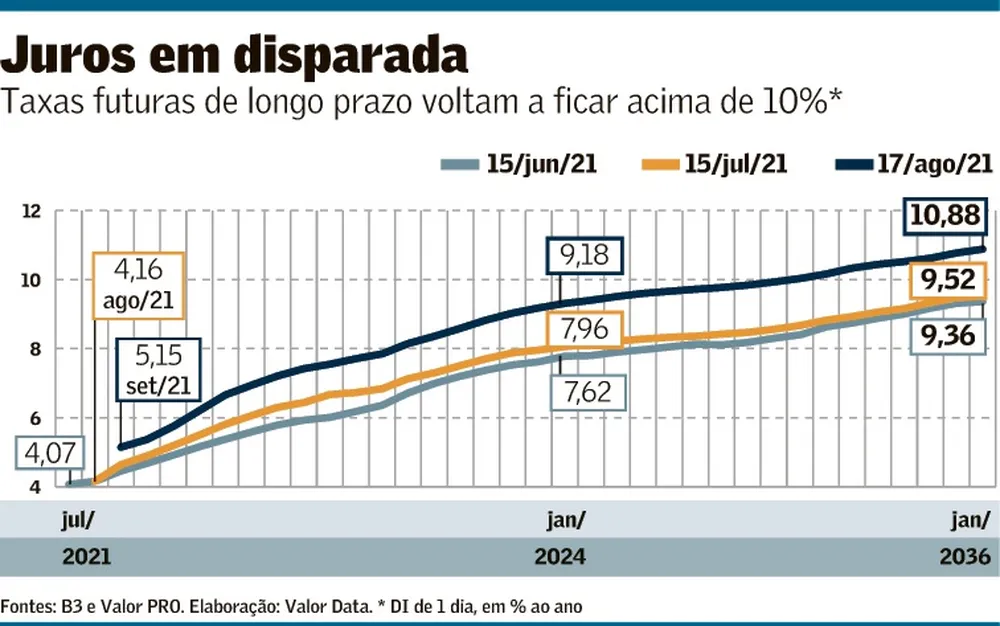 Juros em disparada
Taxas futuras de longo prazo voltam a ficar acima de 10%*
15/jun/21 15/jul/21 17/ago/21
12
10
8
6
4
4,07
4,16
ago/21
5,15
set/21
9,18
7,96
7,62
10,88
9,52
9,36
jul/ jan/ jan/
2021 2024 2036
Fontes: B3 e Valor PRO. Elaboração: Valor Data. * DI de 1 dia, em % ao ano